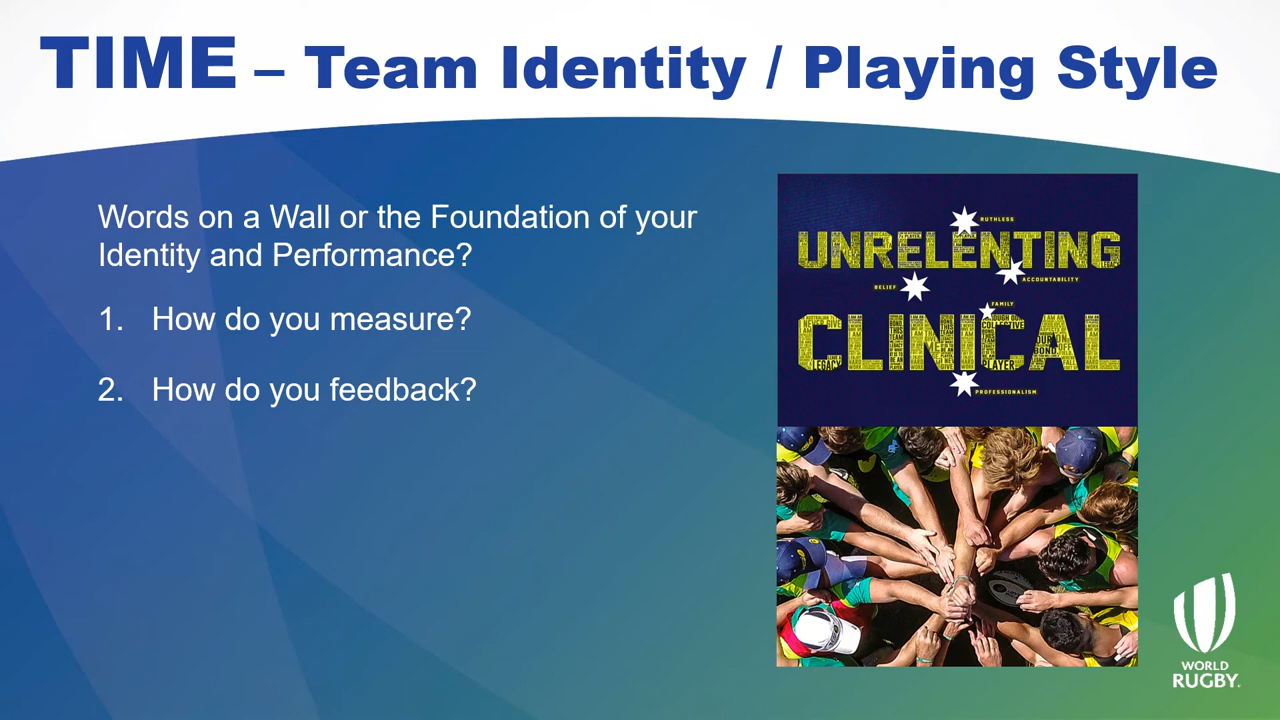 TIME – Team Identity / Playing Style
Words on a Wall or the Foundation of your
Identity and Performance?
1. How do you measure?
2. How do you feedback?
RUTHLESS
UNRELENTING
ACCOUNTABILITY
BELIEF
FAMILY
CLINICAL
PROFESSIONALISM
WORLD
RUGBY.